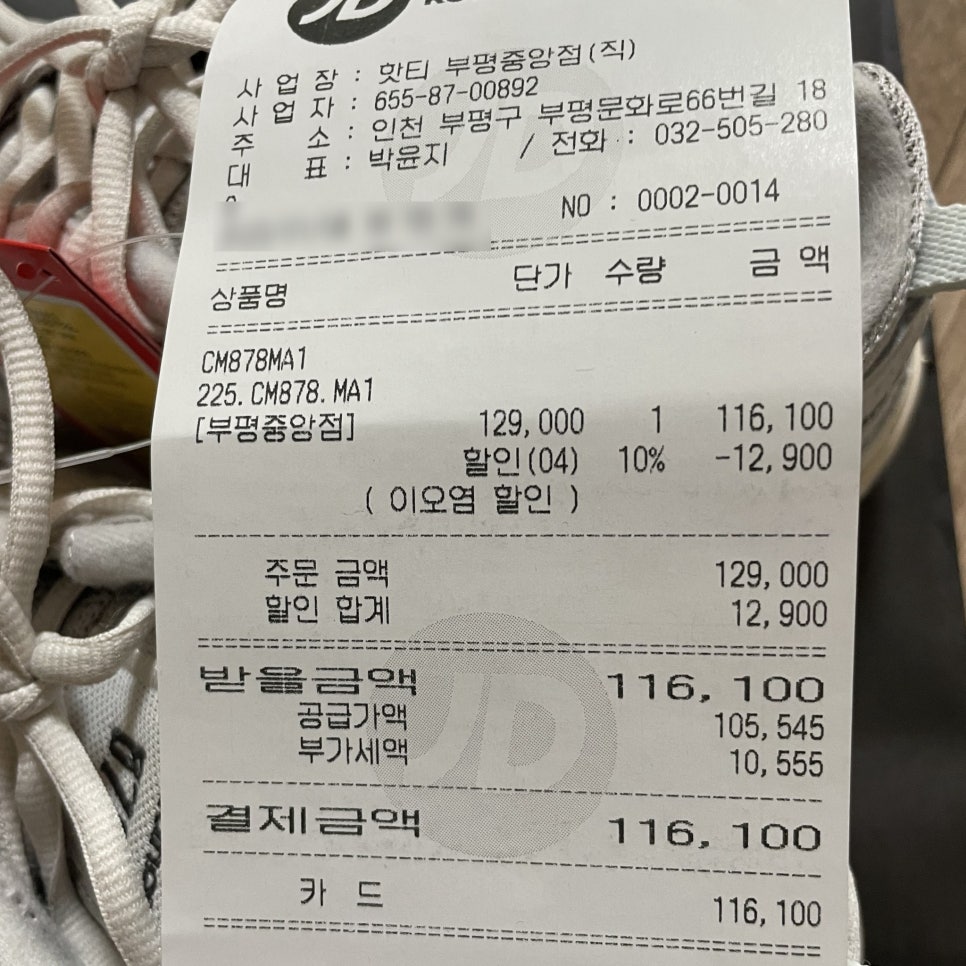 JD
사 업 장 : 핫티 부평중앙점(직)
사 업 자 : 655-87-00892
주 소 : 인천 부평구 부평문화로66번길 18
대 표 : 박윤지 / 전화 : 032-505-280
NO : 0002-0014
상품명 단가 수량 금 액
CM878MA1
225.CM878.MA1
[부평중앙점] 129,000 1 116,100
할인(04) 10% -12,900
( 이오염 할인 )
주문 금액 129,000
할인 합계 12,900
받을금액 116,100
공급가액 105,545
부가세액 10,555
결제금액 116,100
카 드 116,100
JD